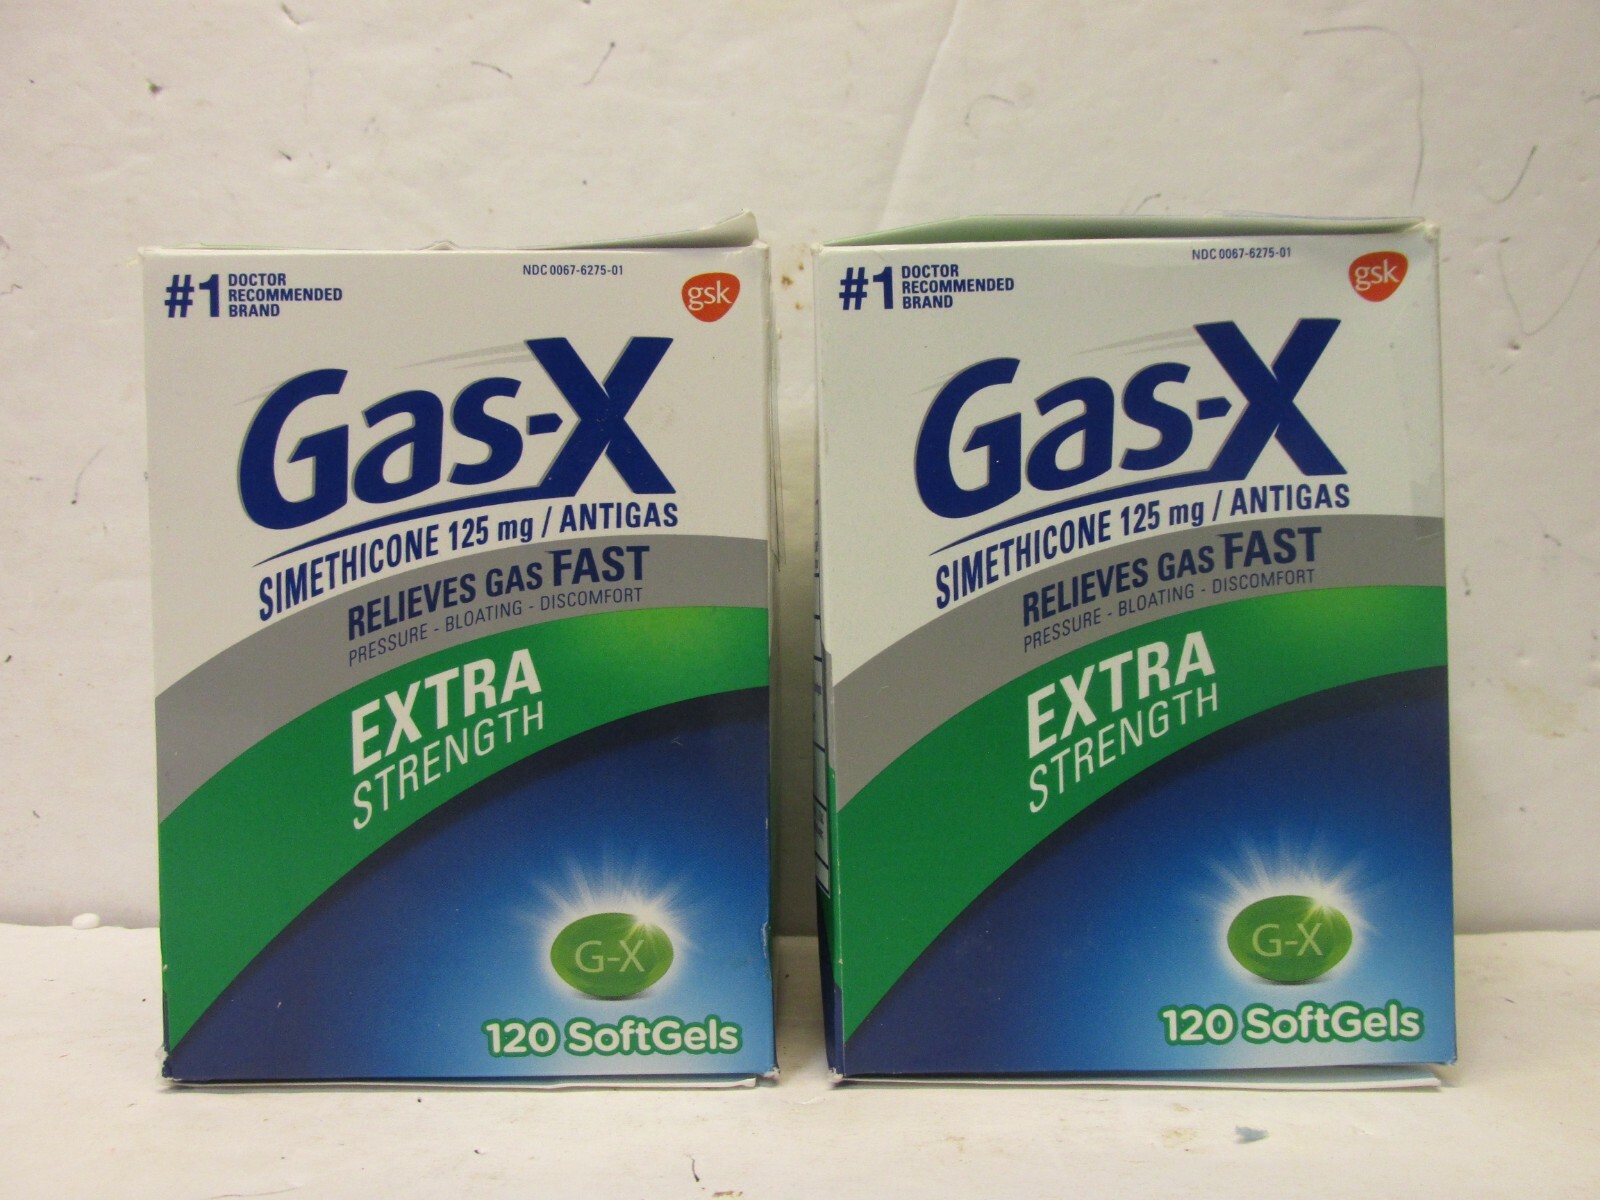 #1 DOCTOR
RECOMMENDED
BRAND
NDC 0067-6275-01
gsk
Gas-X
SIMETHICONE 125 mg / ANTIGAS
RELIEVES GAS FAST
PRESSURE - BLOATING - DISCOMFORT
EXTRA
STRENGTH
G-X
120 SoftGels
#1 DOCTOR
RECOMMENDED
BRAND
NDC 0067-6275-01
gsk
Gas-X
SIMETHICONE 125 mg / ANTIGAS
RELIEVES GAS FAST
PRESSURE - BLOATING - DISCOMFORT
EXTRA
STRENGTH
G-X
120 SoftGels